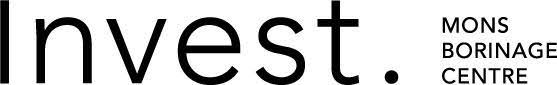 Invest.
MONS
BORINAGE
CENTRE